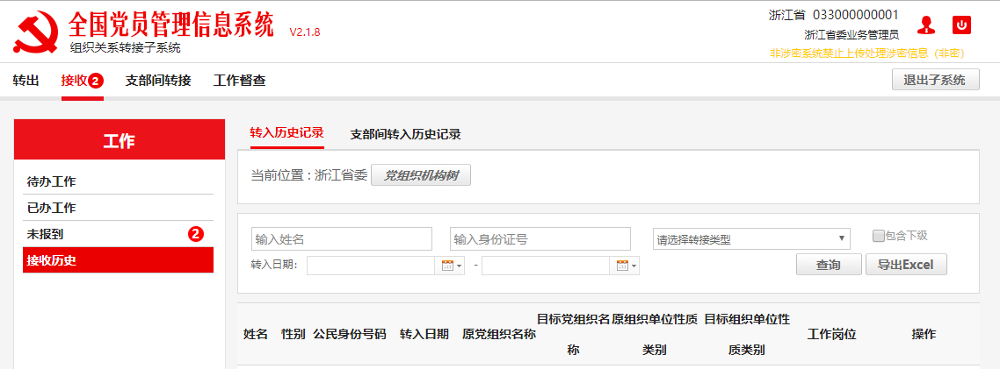 全国党员管理信息系统 V2.1.8
组织关系转接子系统
浙江省 033000000001
浙江省委业务管理员
非涉密系统禁止上传处理涉密信息（非密）
转出 接收 2 支部间转接 工作督查 退出子系统
工作
待办工作
已办工作
未报到 2
接收历史
转入历史记录 支部间转入历史记录
当前位置 : 浙江省委 党组织机构树
输入姓名 输入身份证号 请选择转接类型 包含下级
转入日期: - 查询 导出Excel
姓名 性别 公民身份号码 转入日期 原党组织名称 目标党组织名称 原组织单位性质类别 目标组织单位性质类别 工作岗位 操作